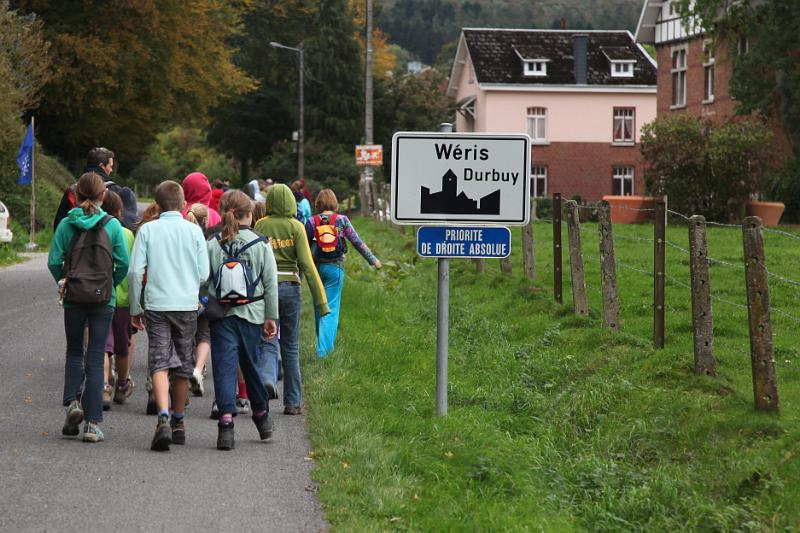 Wéris
Durbuy
PRIORITE
DE DROITE ABSOLUE